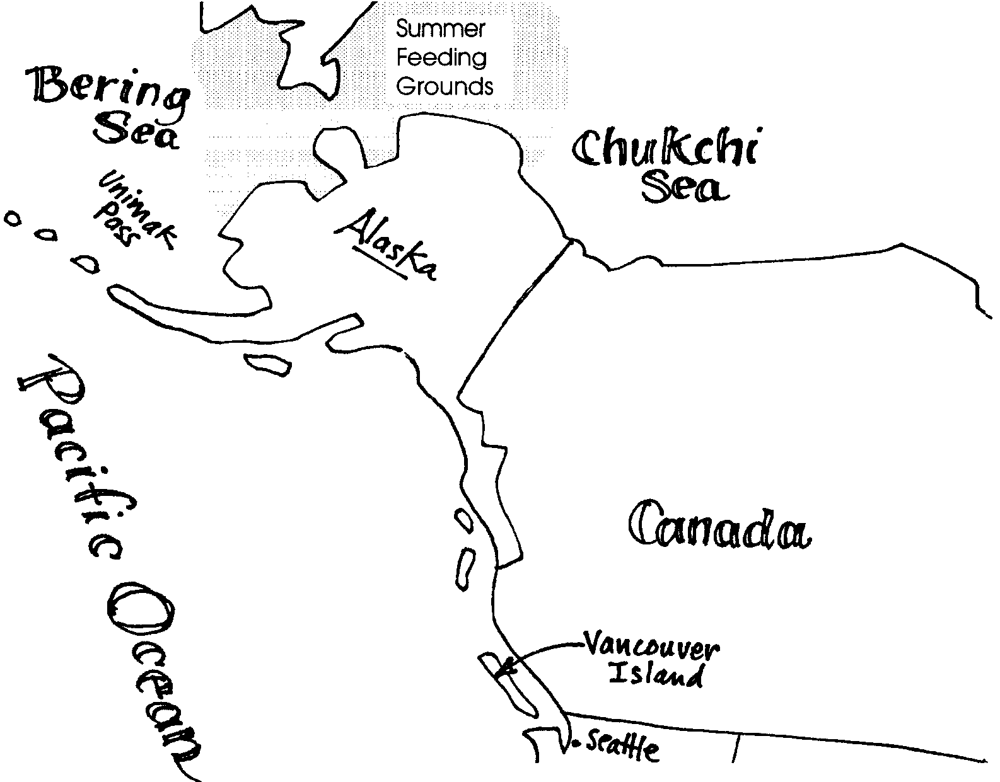 Summer
Feeding
Grounds
Bering
Sea
Chukchi
Sea
Unimak
Pass
Alaska
Pacific Ocean
Canada
Vancouver
Island
Seattle